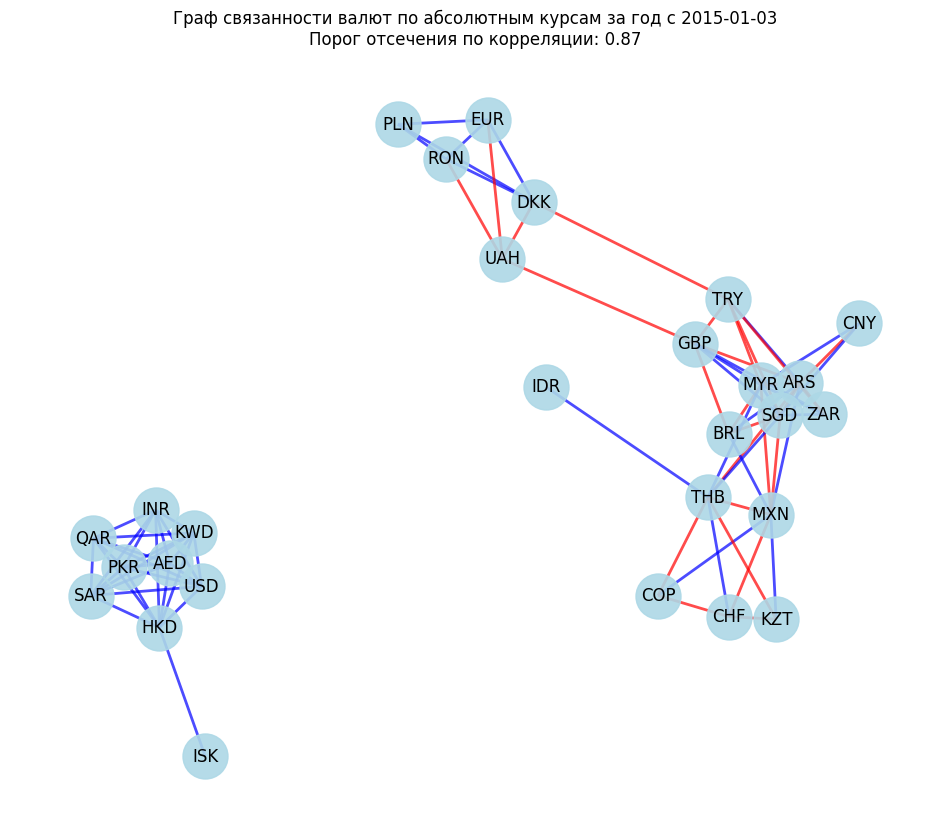 Граф связанности валют по абсолютным курсам за год с 2015-01-03
Порог отсечения по корреляции: 0.87
PLN
EUR
RON
DKK
UAH
TRY
CNY
GBP
IDR
MYR
ARS
SGD
ZAR
BRL
THB
MXN
INR
QAR
KWD
PKR
AED
SAR
USD
HKD
COP
CHF
KZT
ISK